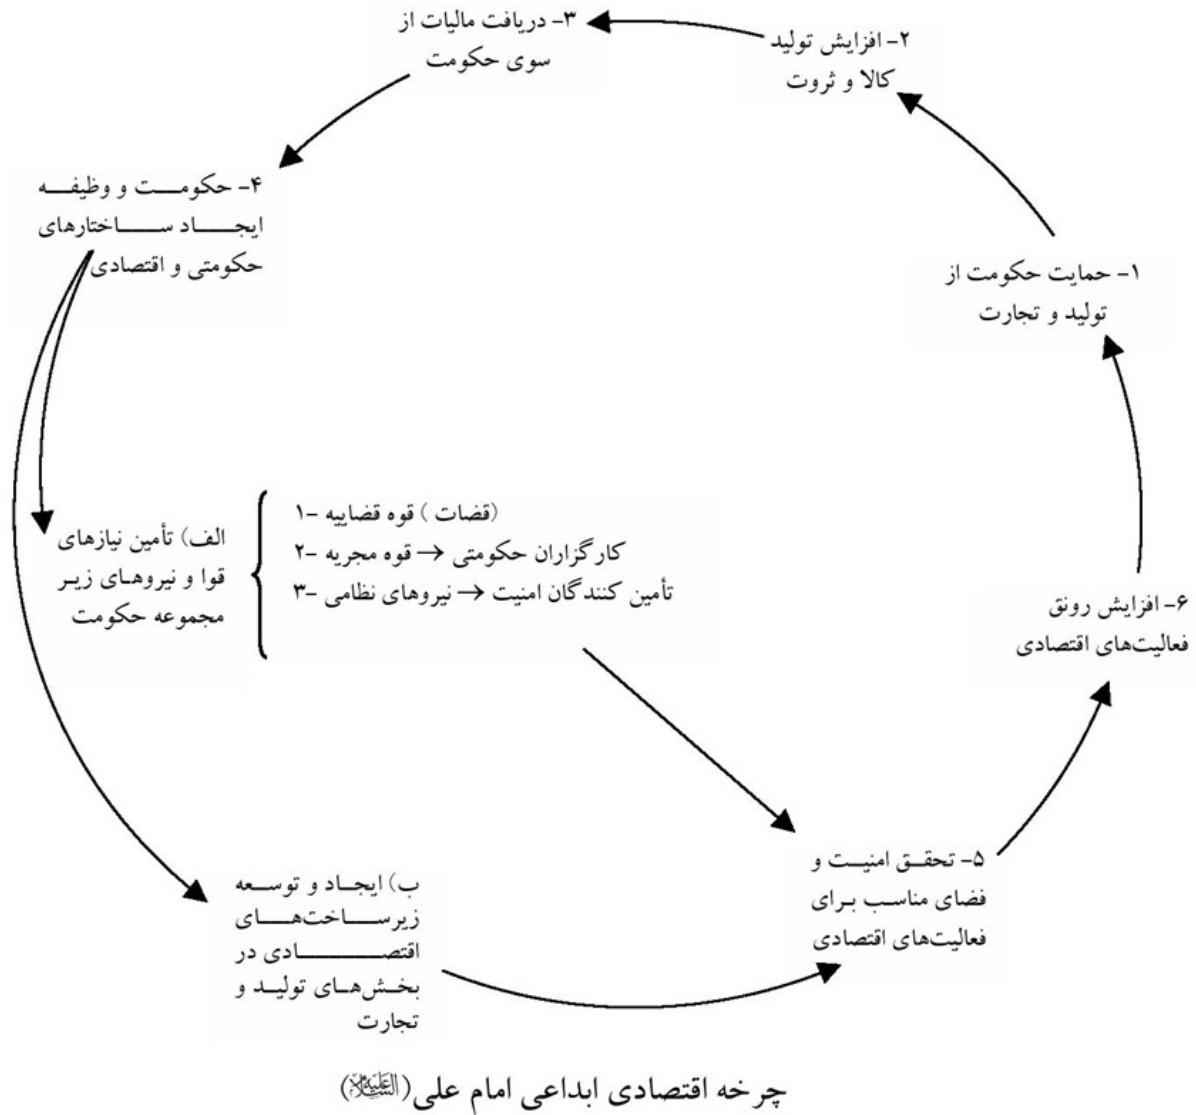 ۱- حمایت حکومت از
تولید و تجارت
۲- افزایش تولید
کالا و ثروت
۳- دریافت مالیات از
سوی حکومت
۴- حکومت و وظیفه
ایجاد ساختارهای
حکومتی و اقتصادی
الف) تأمین نیازهای
قوا و نیروهای زیر
مجموعه حکومت
۱- قوه قضاییه (قضات)
۲- قوه مجریه ← کارگزاران حکومتی
۳- نیروهای نظامی ← تأمین کنندگان امنیت
ب) ایجاد و توسعه
زیرساخت‌های
اقتصادی در
بخش‌های تولید و
تجارت
۵- تحقق امنیت و
فضای مناسب برای
فعالیت‌های اقتصادی
۶- افزایش رونق
فعالیت‌های اقتصادی
چرخه اقتصادی ابداعی امام علی (علیه‌السلام)